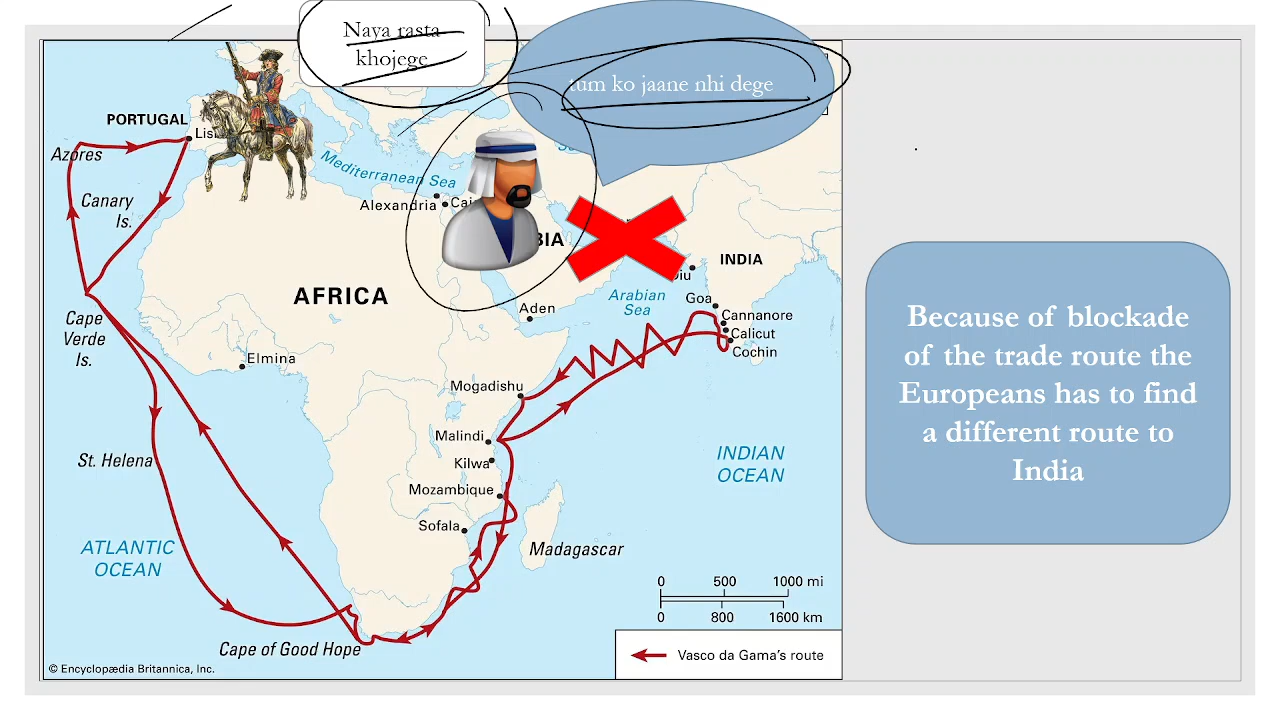 Naya rasta
khojege
tum ko jaane nhi dege
PORTUGAL
Azores
Canary
Is.
Mediterranean Sea
Alexandria
Cape
Verde
Is.
AFRICA
Elmina
Aden
Arabian
Sea
INDIA
Goa
Cannanore
Calicut
Cochin
Mogadishu
Malindi
Kilwa
Mozambique
Sofala
Madagascar
St. Helena
ATLANTIC
OCEAN
INDIAN
OCEAN
Cape of Good Hope
0 500 1000 mi
0 800 1600 km
Vasco da Gama's route
© Encyclopædia Britannica, Inc.
Because of blockade
of the trade route the
Europeans has to find
a different route to
India